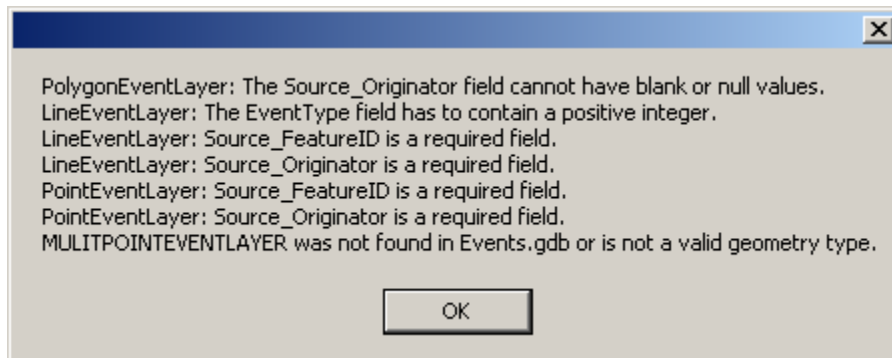 PolygonEventLayer: The Source_Originator field cannot have blank or null values.
LineEventLayer: The EventType field has to contain a positive integer.
LineEventLayer: Source_FeatureID is a required field.
LineEventLayer: Source_Originator is a required field.
PointEventLayer: Source_FeatureID is a required field.
PointEventLayer: Source_Originator is a required field.
MULITPOINTEVENTLAYER was not found in Events.gdb or is not a valid geometry type.
OK